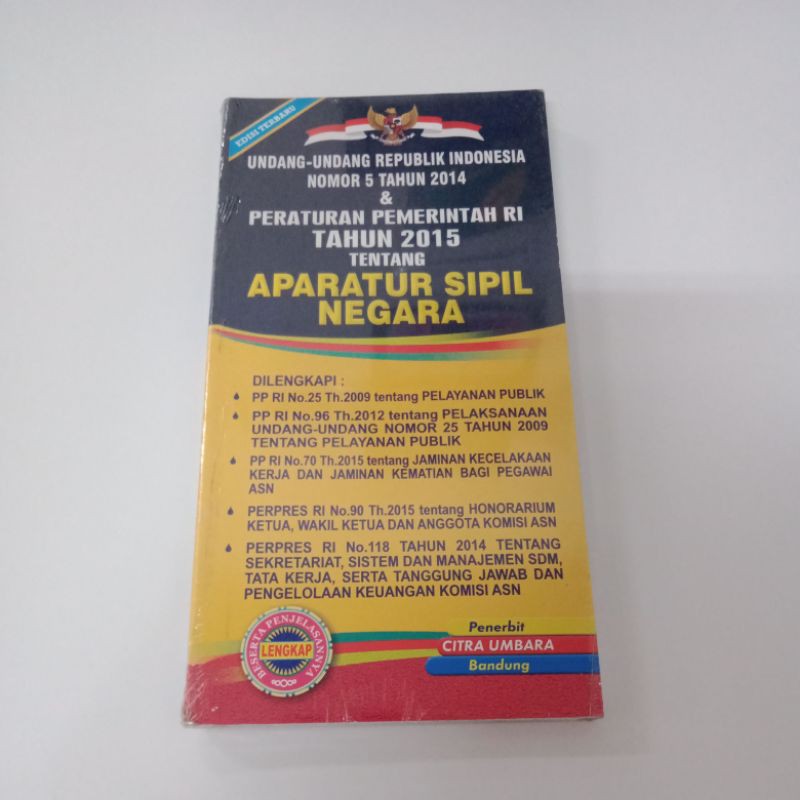 EDISI TERBARU
UNDANG-UNDANG REPUBLIK INDONESIA
NOMOR 5 TAHUN 2014
&
PERATURAN PEMERINTAH RI
TAHUN 2015
TENTANG
APARATUR SIPIL
NEGARA
DILENGKAPI :
PP RI No.25 Th.2009 tentang PELAYANAN PUBLIK
PP RI No.96 Th.2012 tentang PELAKSANAAN
UNDANG-UNDANG NOMOR 25 TAHUN 2009
TENTANG PELAYANAN PUBLIK
PP RI No.70 Th.2015 tentang JAMINAN KECELAKAAN
KERJA DAN JAMINAN KEMATIAN BAGI PEGAWAI
ASN
PERPRES RI No.90 Th.2015 tentang HONORARIUM
KETUA, WAKIL KETUA DAN ANGGOTA KOMISI ASN
PERPRES RI No.118 TAHUN 2014 TENTANG
SEKRETARIAT, SISTEM DAN MANAJEMEN SDM,
TATA KERJA, SERTA TANGGUNG JAWAB DAN
PENGELOLAAN KEUANGAN KOMISI ASN
BESERTA PENJELASANNYA
LENGKAP
Penerbit
CITRA UMBARA
Bandung